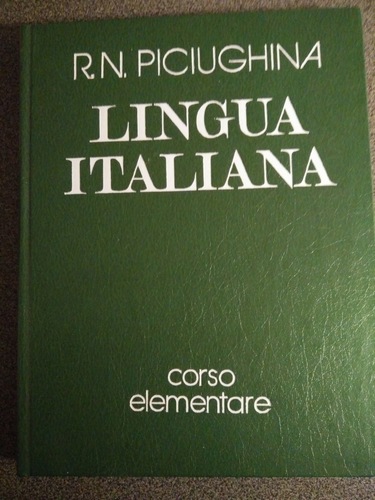 R.N. PICIUGHINA
LINGUA
ITALIANA
corso
elementare